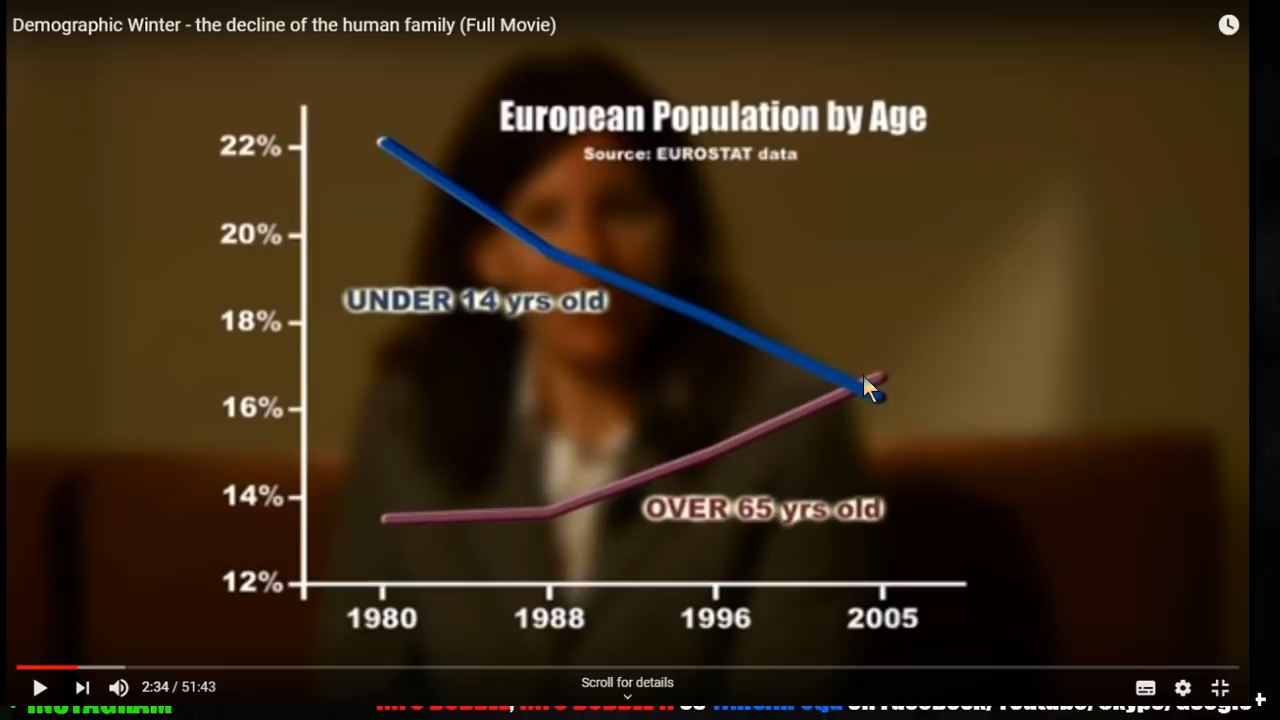 Demographic Winter - the decline of the human family (Full Movie)
European Population by Age
Source: EUROSTAT data
22%
20%
UNDER 14 yrs old
18%
16%
14%
OVER 65 yrs old
12%
1980 1988 1996 2005
2:34 / 51:43
Scroll for details
INSTAGRAM